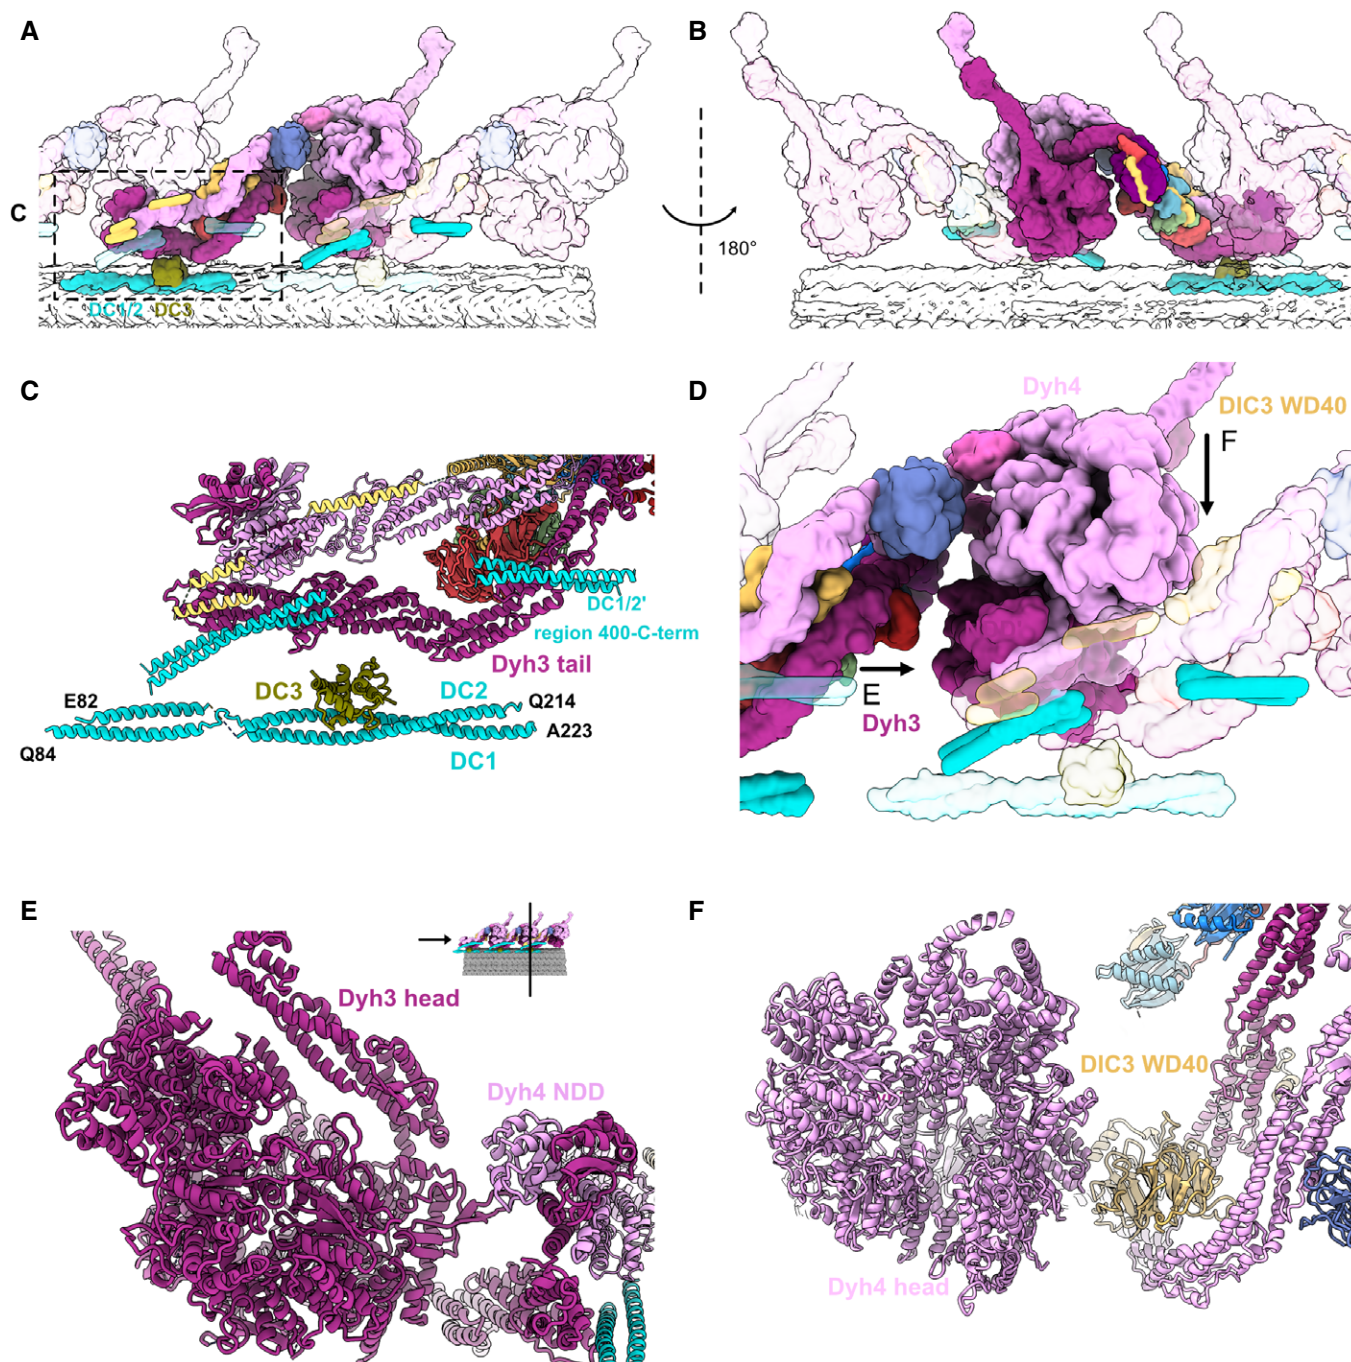 A
B
C
180°
DC1/2 DC3
C
D
Dyh4
DIC3 WD40
F
DC1/2'
region 400-C-term
Dyh3 tail
DC3
DC2
E82
Q214
A223
Q84
DC1
E
Dyh3
E
F
Dyh3 head
Dyh4 NDD
DIC3 WD40
Dyh4 head